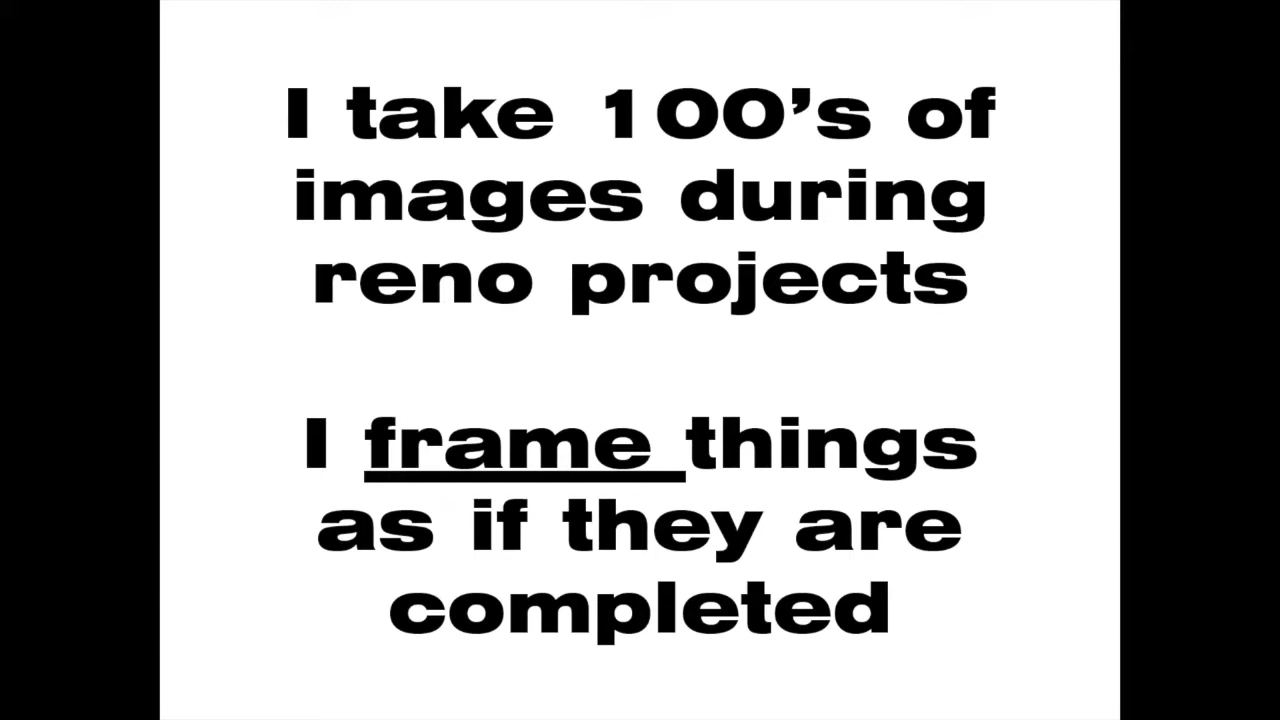 I take 100’s of
images during
reno projects
I frame things
as if they are
completed